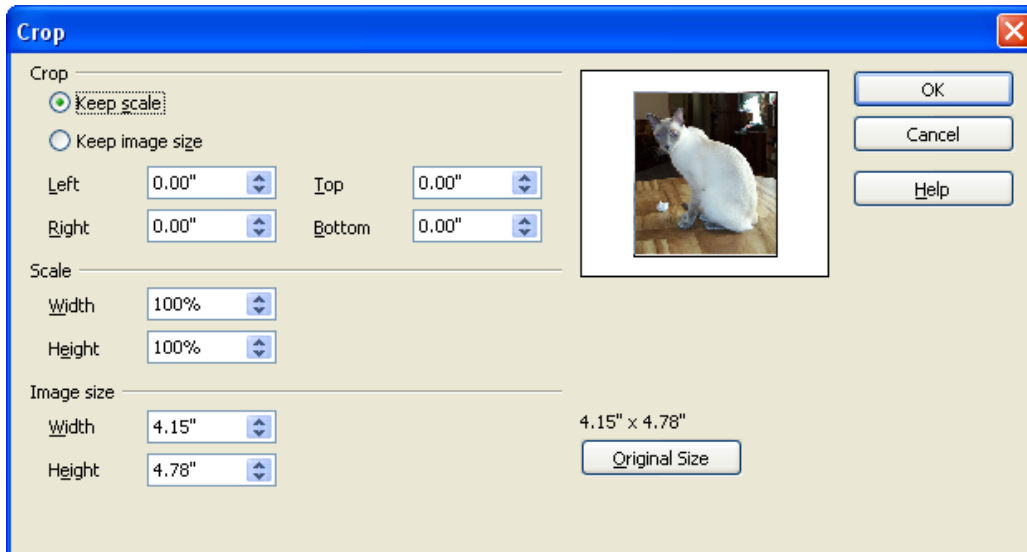 Crop
Crop
Keep scale
Keep image size
Left 0.00" Top 0.00"
Right 0.00" Bottom 0.00"
Scale
Width 100%
Height 100%
Image size
Width 4.15"
Height 4.78"
4.15" x 4.78"
Original Size
OK
Cancel
Help